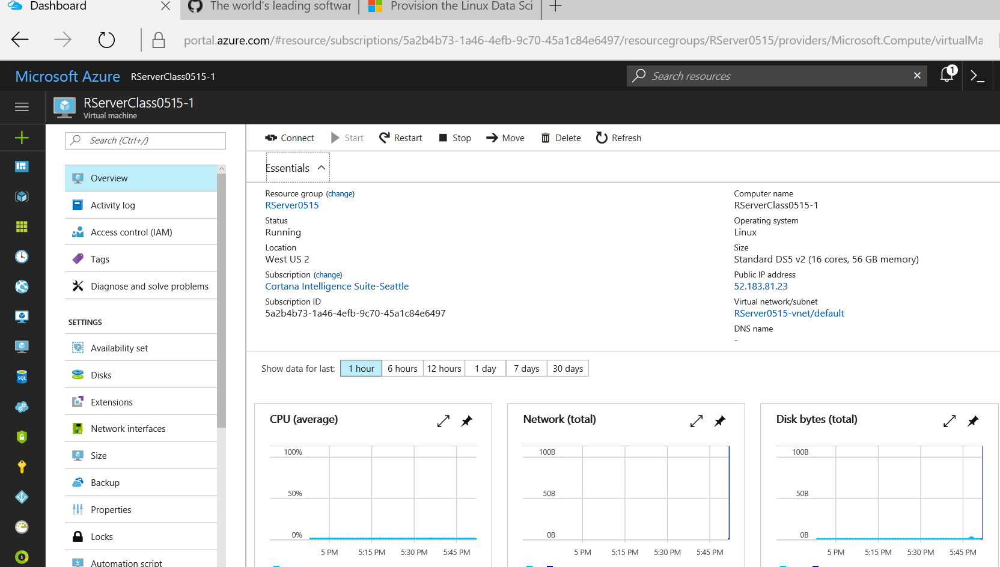 Dashboard
The world's leading softwar
Provision the Linux Data Sci
portal.azure.com/#resource/subscriptions/5a2b4b73-1a46-4efb-9c70-45a1c84e6497/resourcegroups/RServer0515/providers/Microsoft.Compute/virtualMa
Microsoft Azure
RServerClass0515-1
Search resources
1
RServerClass0515-1
Virtual machine
Search (Ctrl+/)
Connect
Start
Restart
Stop
Move
Delete
Refresh
Essentials
Overview
Activity log
Access control (IAM)
Tags
Diagnose and solve problems
SETTINGS
Availability set
Disks
Extensions
Network interfaces
Size
Backup
Properties
Locks
Automation script
SQL
Resource group (change)
RServer0515
Status
Running
Location
West US 2
Subscription (change)
Cortana Intelligence Suite-Seattle
Subscription ID
5a2b4b73-1a46-4efb-9c70-45a1c84e6497
Computer name
RServerClass0515-1
Operating system
Linux
Size
Standard DS5 v2 (16 cores, 56 GB memory)
Public IP address
52.183.81.23
Virtual network/subnet
RServer0515-vnet/default
DNS name
-
Show data for last:
1 hour
6 hours
12 hours
1 day
7 days
30 days
CPU (average)
100%
50%
0%
5 PM
5:15 PM
5:30 PM
5:45 PM
Network (total)
100B
50B
0B
5 PM
5:15 PM
5:30 PM
5:45 PM
Disk bytes (total)
100B
50B
0B
5 PM
5:15 PM
5:30 PM
5:45 PM